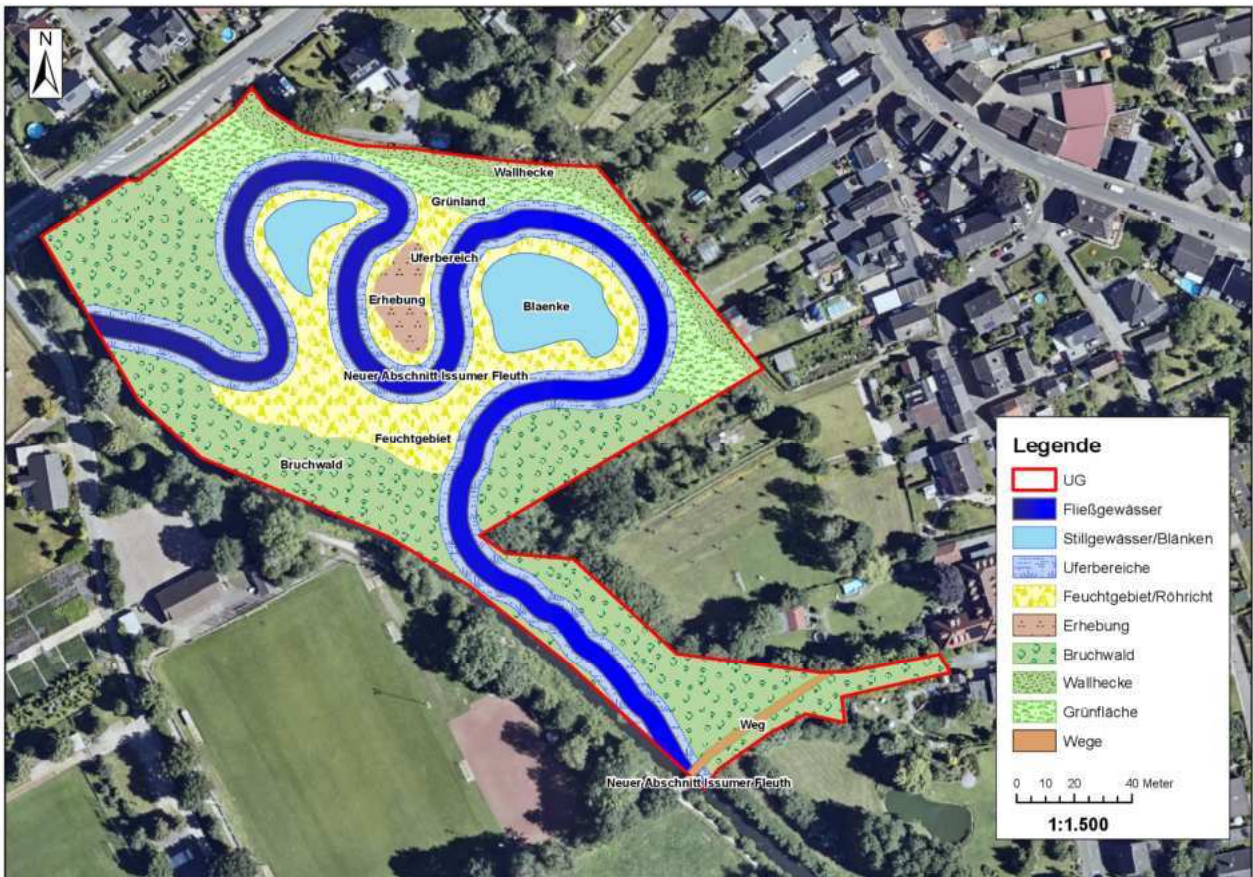 N
Wallhecke
Grünland
Uferbereich
Erhebung
Blaenke
Neuer Abschnitt Issumer Fleuth
Feuchtgebiet
Bruchwald
Weg
Neuer Abschnitt Issumer Fleuth
Legende
UG
Fließgewässer
Stillgewässer/Blänken
Uferbereiche
Feuchtgebiet/Röhricht
Erhebung
Bruchwald
Wallhecke
Grünfläche
Wege
0 10 20 40 Meter
1:1.500